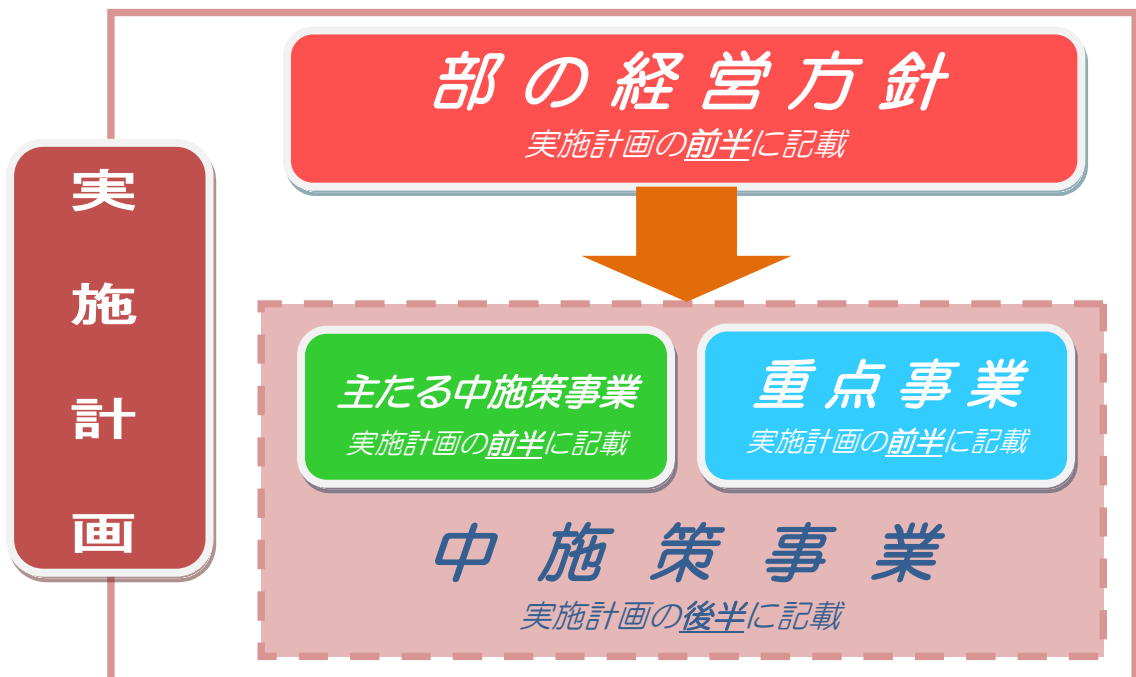 部の経営方針
実施計画の前半に記載
実施計画
主たる中施策事業
実施計画の前半に記載
重点事業
実施計画の前半に記載
中施策事業
実施計画の後半に記載